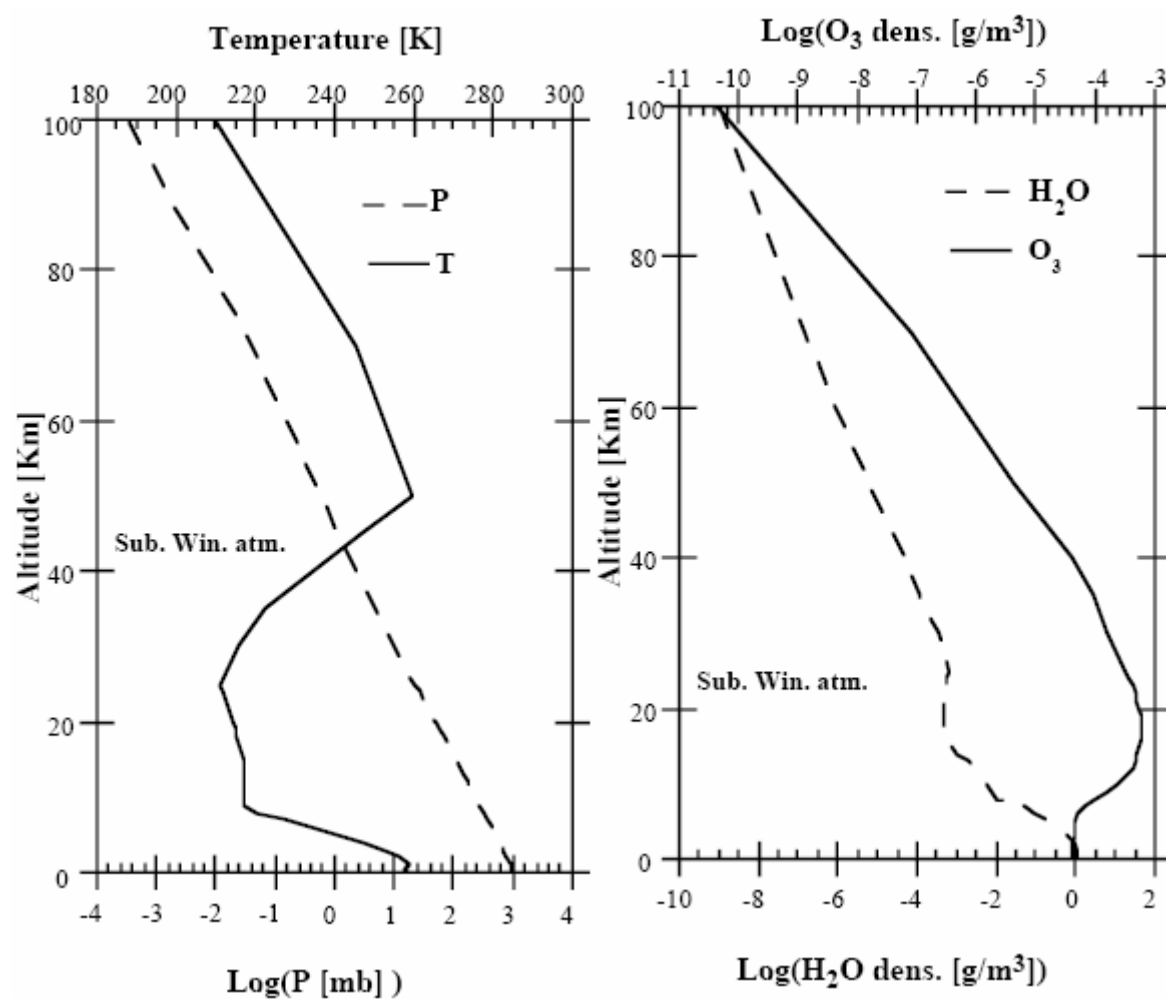 Temperature [K]
180 200 220 240 260 280 300
100
80
60
40
20
0
Altitude [Km]
P
T
Sub. Win. atm.
-4 -3 -2 -1 0 1 2 3 4
Log(P [mb] )
Log(O3 dens. [g/m³])
-11 -10 -9 -8 -7 -6 -5 -4 -3
100
80
60
40
20
0
Altitude [Km]
H2O
O3
Sub. Win. atm.
-10 -8 -6 -4 -2 0 2
Log(H2O dens. [g/m³])